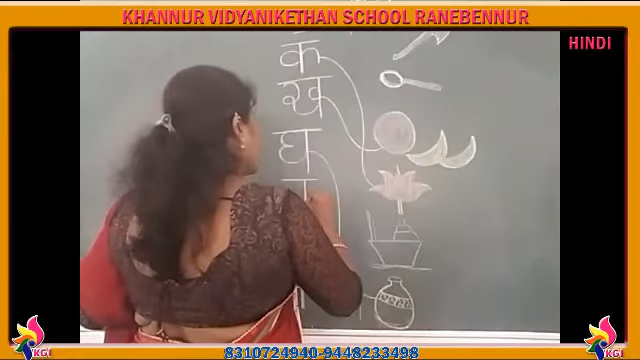 KHANNUR VIDYANIKETHAN SCHOOL RANEBENNUR
HINDI
क
ख
घ
KGI
KGI
8310724940-9448233498